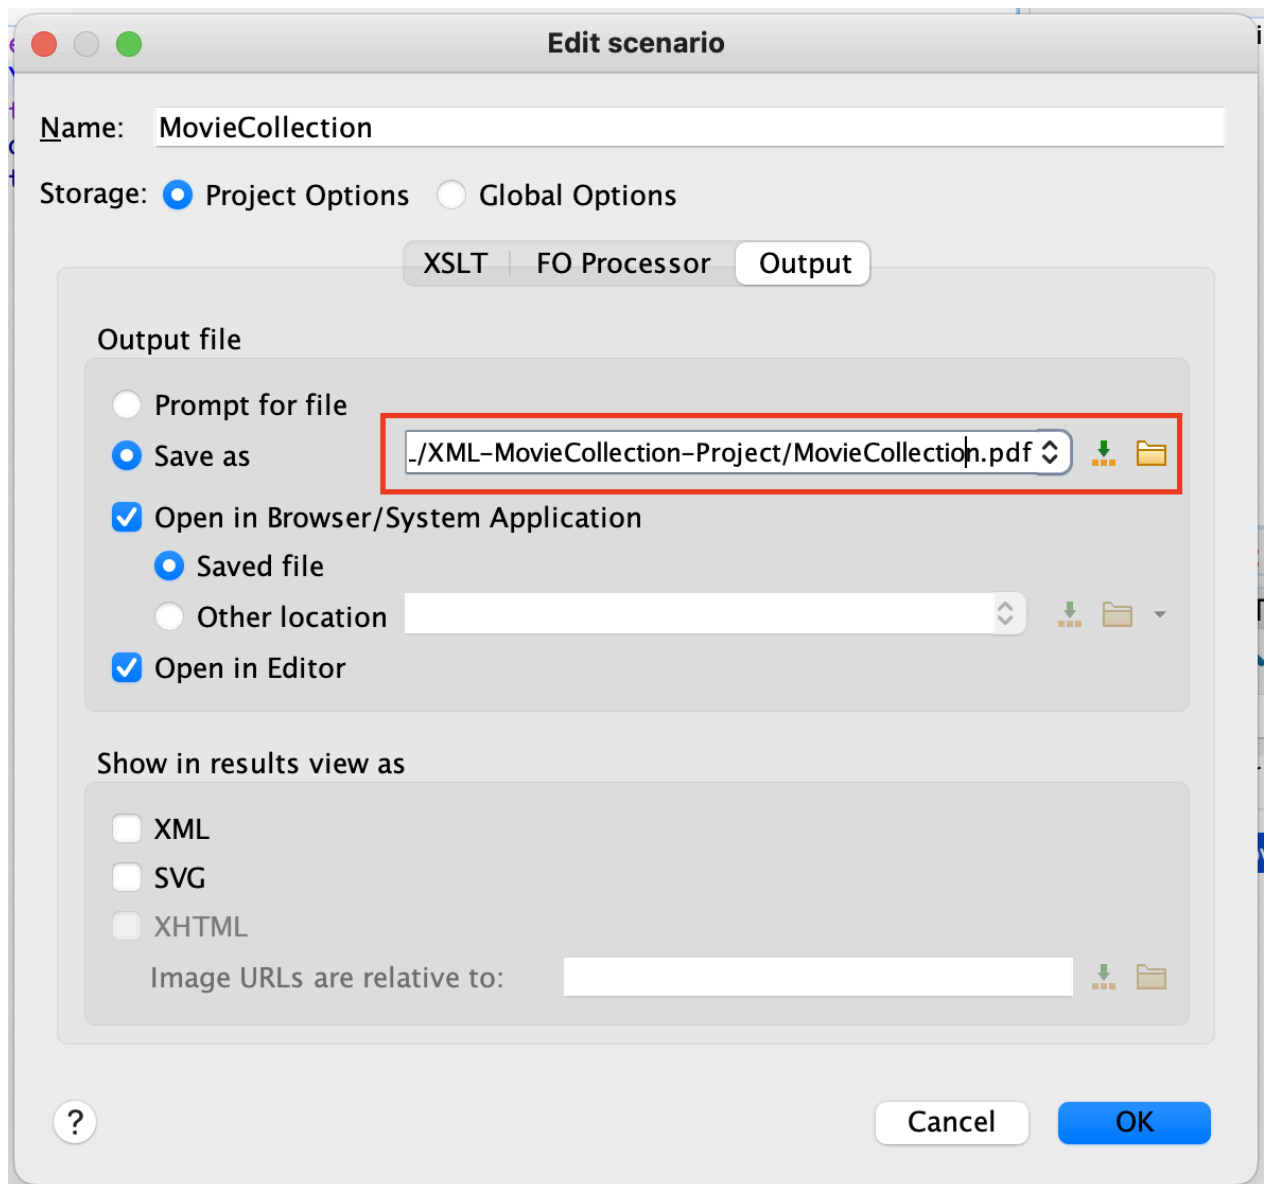 Edit scenario
Name: MovieCollection
Storage: Project Options Global Options
XSLT FO Processor Output
Output file
Prompt for file
Save as /XML-MovieCollection-Project/MovieCollection.pdf
Open in Browser/System Application
Saved file
Other location
Open in Editor
Show in results view as
XML
SVG
XHTML
Image URLs are relative to:
? Cancel OK